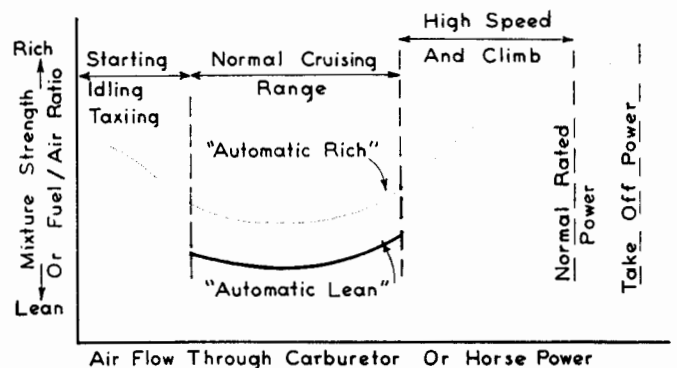 High Speed
And Climb
Rich
Starting
Idling
Taxiing
Normal Cruising
Range
Mixture Strength
Or Fuel/Air Ratio
"Automatic Rich"
"Automatic Lean"
Normal Rated
Power
Take Off Power
Lean
Air Flow Through Carburetor Or Horse Power